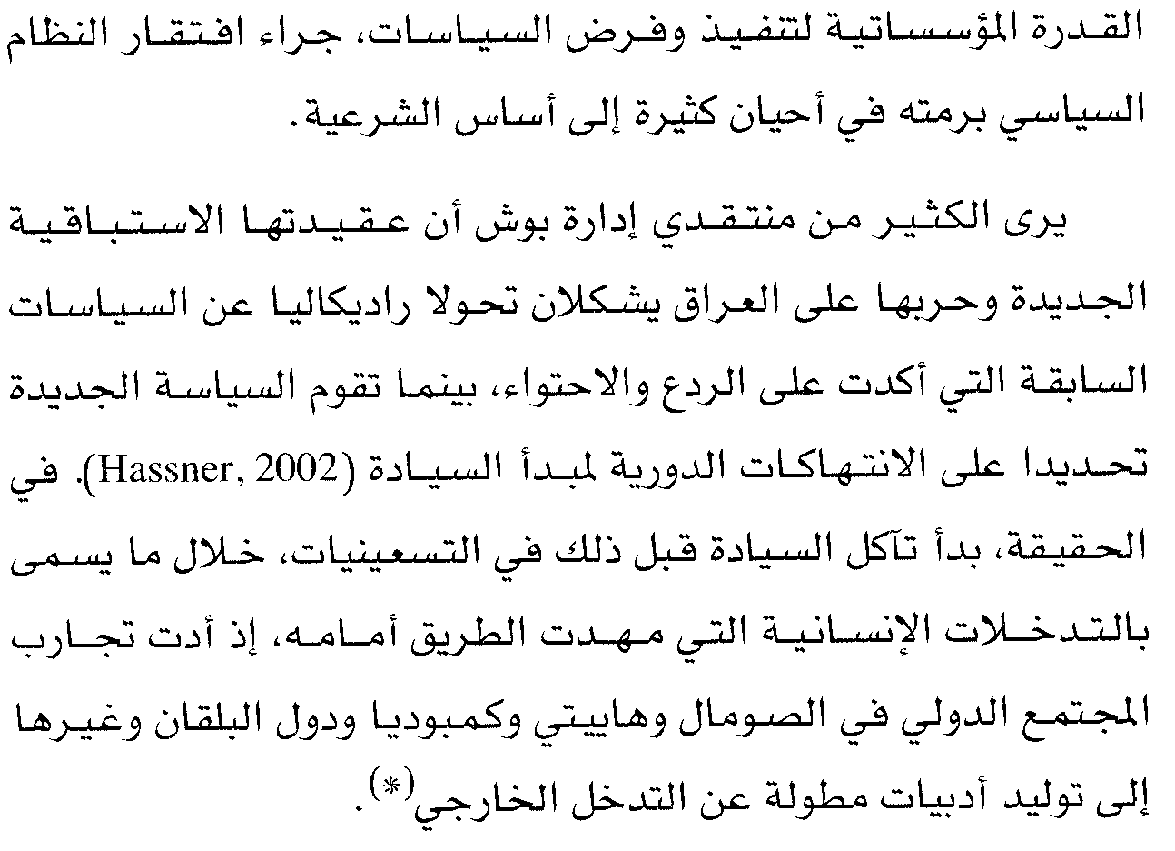 القدرة المؤسساتية لتنفيذ وفرض السياسات، جراء افتقار النظام
السياسي برمته في أحيان كثيرة إلى أساس الشرعية.
يرى الكثير من منتقدي إدارة بوش أن عقيدتها الاستباقية
الجديدة وحربها على العراق يشكلان تحولا راديكاليا عن السياسات
السابقة التي أكدت على الردع والاحتواء، بينما تقوم السياسة الجديدة
تحديدا على الانتهاكات الدورية لمبدأ السيادة (Hassner, 2002). في
الحقيقة، بدأ تآكل السيادة قبل ذلك في التسعينيات، خلال ما يسمى
بالتدخلات الإنسانية التي مهدت الطريق أمامه، إذ أدت تجارب
المجتمع الدولي في الصومال وهاييتي وكمبوديا ودول البلقان وغيرها
إلى توليد أدبيات مطولة عن التدخل الخارجي(*).